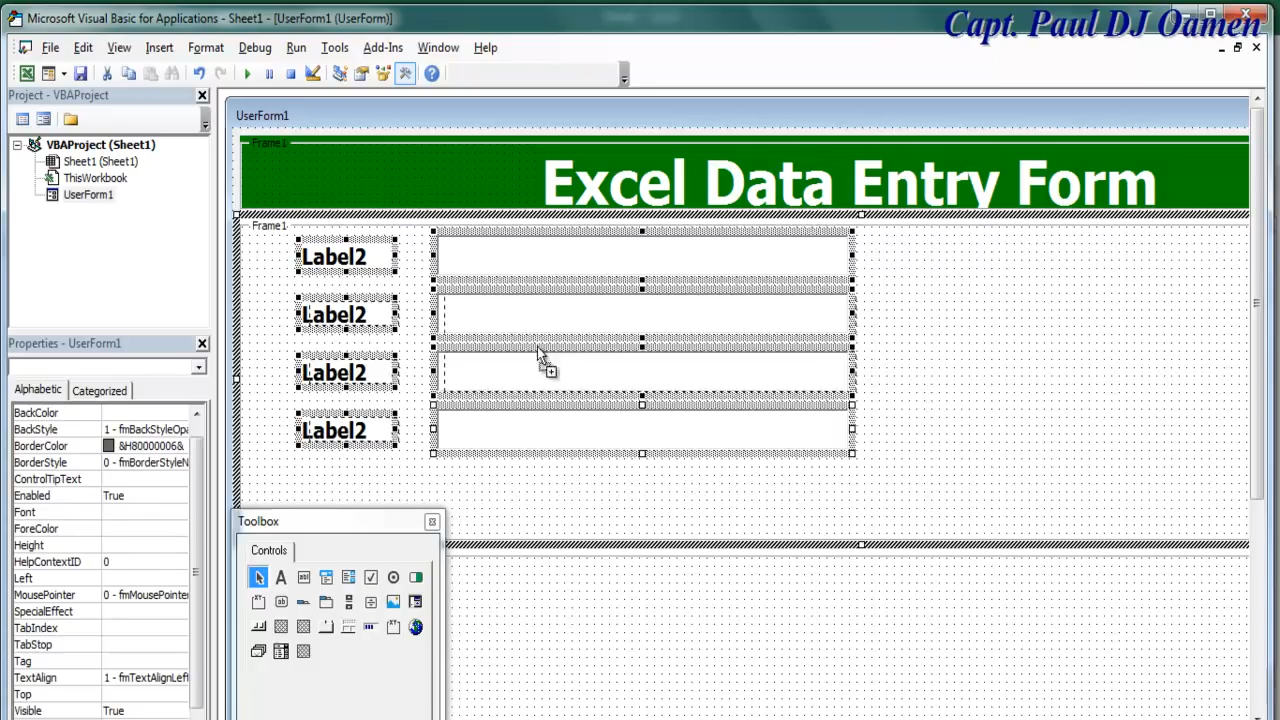 Microsoft Visual Basic for Applications - Sheet1 - [UserForm1 (UserForm)]
Capt. Paul DJ Oamen
File Edit View Insert Format Debug Run Tools Add-Ins Window Help
Project - VBAProject
VBAProject (Sheet1)
Sheet1 (Sheet1)
ThisWorkbook
UserForm1
Properties - UserForm1
Alphabetic Categorized
BackColor
BackStyle 1 - fmBackStyleOpa
BorderColor &H80000006&
BorderStyle 0 - fmBorderStyleN
ControlTipText
Enabled True
Font
ForeColor
Height
HelpContextID 0
Left
MousePointer 0 - fmMousePointer
SpecialEffect
TabIndex
TabStop
Tag
TextAlign 1 - fmTextAlignLeft
Top
Visible True
UserForm1
Frame1
Excel Data Entry Form
Frame1
Label2
Label2
Label2
Label2
Toolbox
Controls